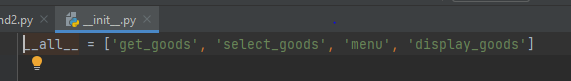 nd2.py × __init__.py ×
__all__ = ['get_goods', 'select_goods', 'menu', 'display_goods']